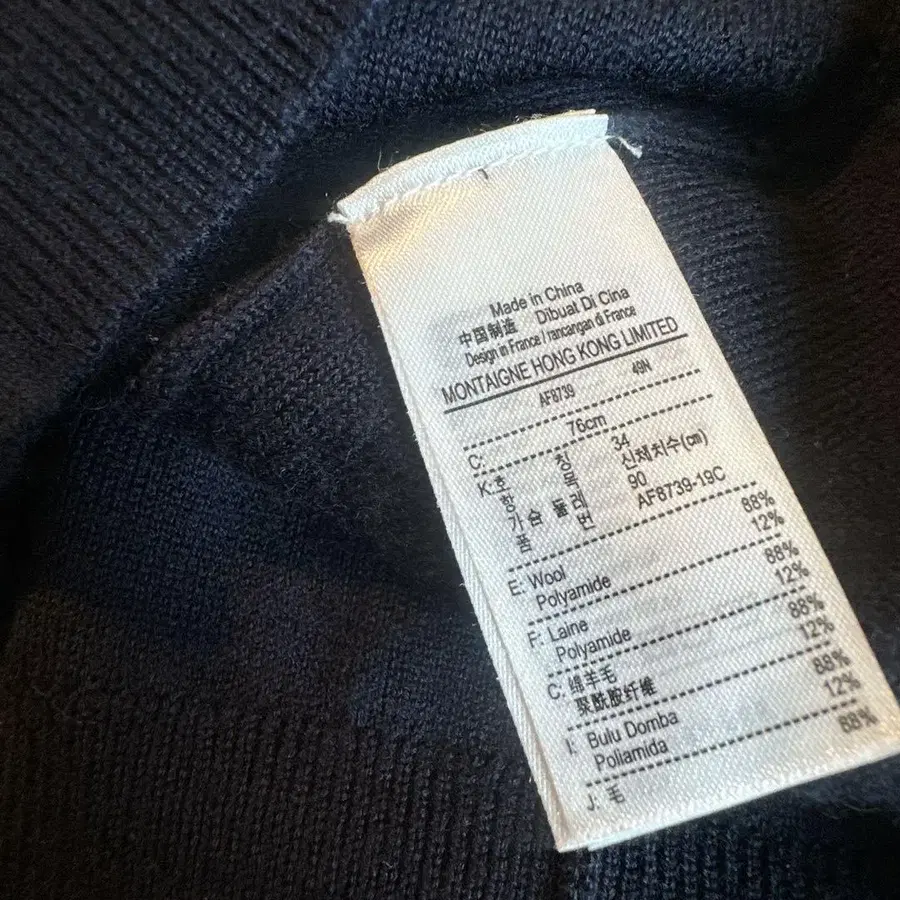 Made in China
中国制造 Dibuat Di Cina
Design in France / rancangan di France
MONTAIGNE HONG KONG LIMITED
AF8739 49N
C: 76cm
K: 호칭 34
항목 신체치수(cm)
가슴둘레 90
품번 AF8739-19C
E: Wool 88%
Polyamide 12%
F: Laine 88%
Polyamide 12%
C: 绵羊毛 88%
聚酰胺纤维 12%
I: Bulu Domba 88%
Poliamida 12%
J: 毛 88%